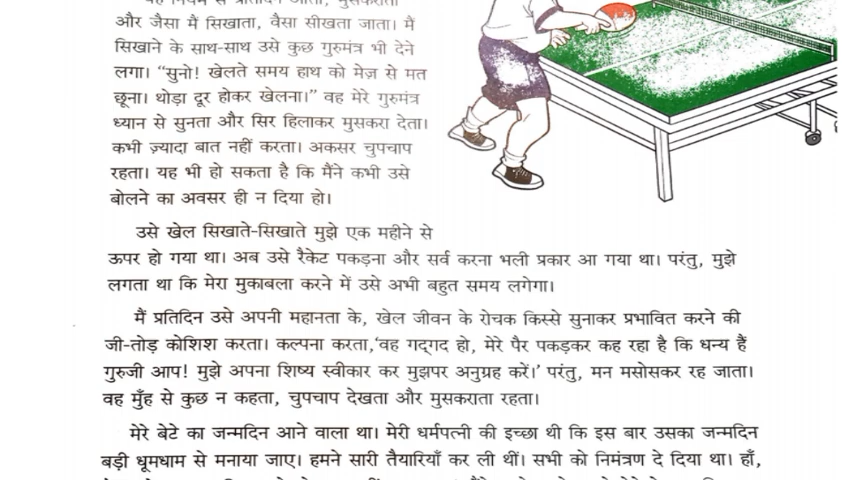 यह नियम से प्रतिदिन आता, मुसकराता
और जैसा मैं सिखाता, वैसा सीखता जाता। मैं
सिखाने के साथ-साथ उसे कुछ गुरुमंत्र भी देने
लगा। “सुनो! खेलते समय हाथ को मेज़ से मत
छूना। थोड़ा दूर होकर खेलना।” वह मेरे गुरुमंत्र
ध्यान से सुनता और सिर हिलाकर मुसकरा देता।
कभी ज़्यादा बात नहीं करता। अकसर चुपचाप
रहता। यह भी हो सकता है कि मैंने कभी उसे
बोलने का अवसर ही न दिया हो।
उसे खेल सिखाते-सिखाते मुझे एक महीने से
ऊपर हो गया था। अब उसे रैकेट पकड़ना और सर्व करना भली प्रकार आ गया था। परंतु, मुझे
लगता था कि मेरा मुकाबला करने में उसे अभी बहुत समय लगेगा।
मैं प्रतिदिन उसे अपनी महानता के, खेल जीवन के रोचक किस्से सुनाकर प्रभावित करने की
जी-तोड़ कोशिश करता। कल्पना करता,‘वह गद्‌गद हो, मेरे पैर पकड़कर कह रहा है कि धन्य हैं
गुरुजी आप! मुझे अपना शिष्य स्वीकार कर मुझपर अनुग्रह करें।’ परंतु, मन मसोसकर रह जाता।
वह मुँह से कुछ न कहता, चुपचाप देखता और मुसकराता रहता।
मेरे बेटे का जन्मदिन आने वाला था। मेरी धर्मपत्नी की इच्छा थी कि इस बार उसका जन्मदिन
बड़ी धूमधाम से मनाया जाए। हमने सारी तैयारियाँ कर ली थीं। सभी को निमंत्रण दे दिया था। हाँ,